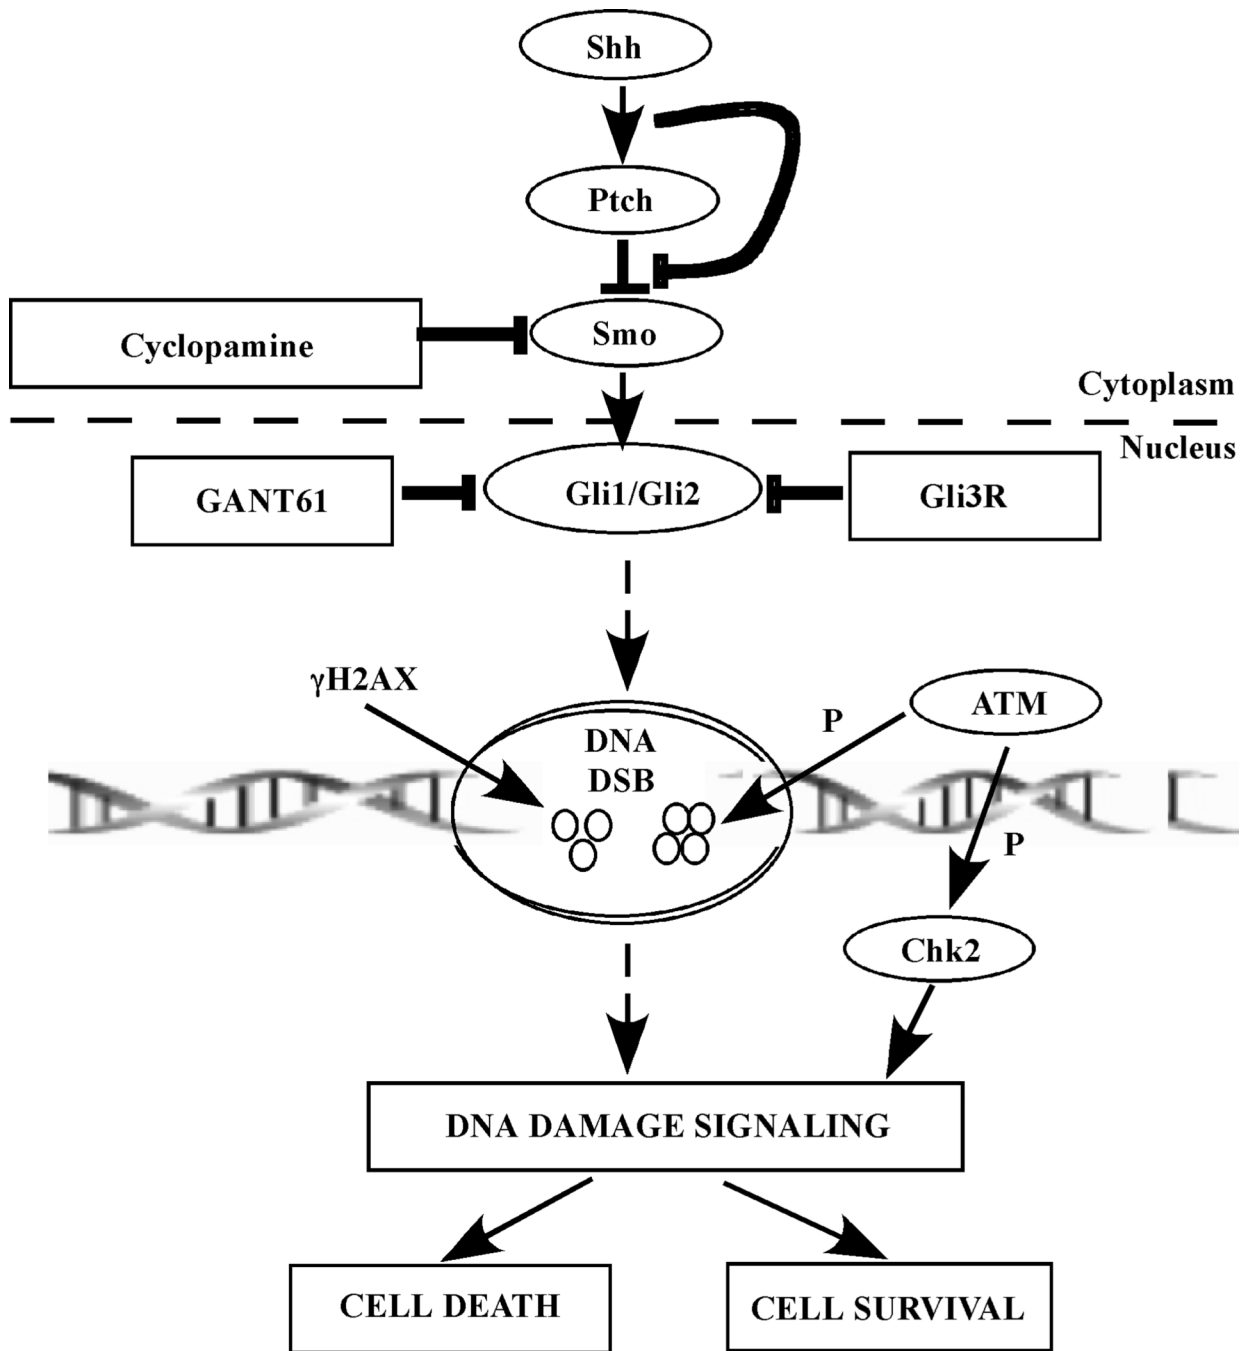 Shh
Ptch
Smo
Cyclopamine
Cytoplasm
Nucleus
GANT61
Gli1/Gli2
Gli3R
γH2AX
P
ATM
DNA
DSB
P
Chk2
DNA DAMAGE SIGNALING
CELL DEATH
CELL SURVIVAL